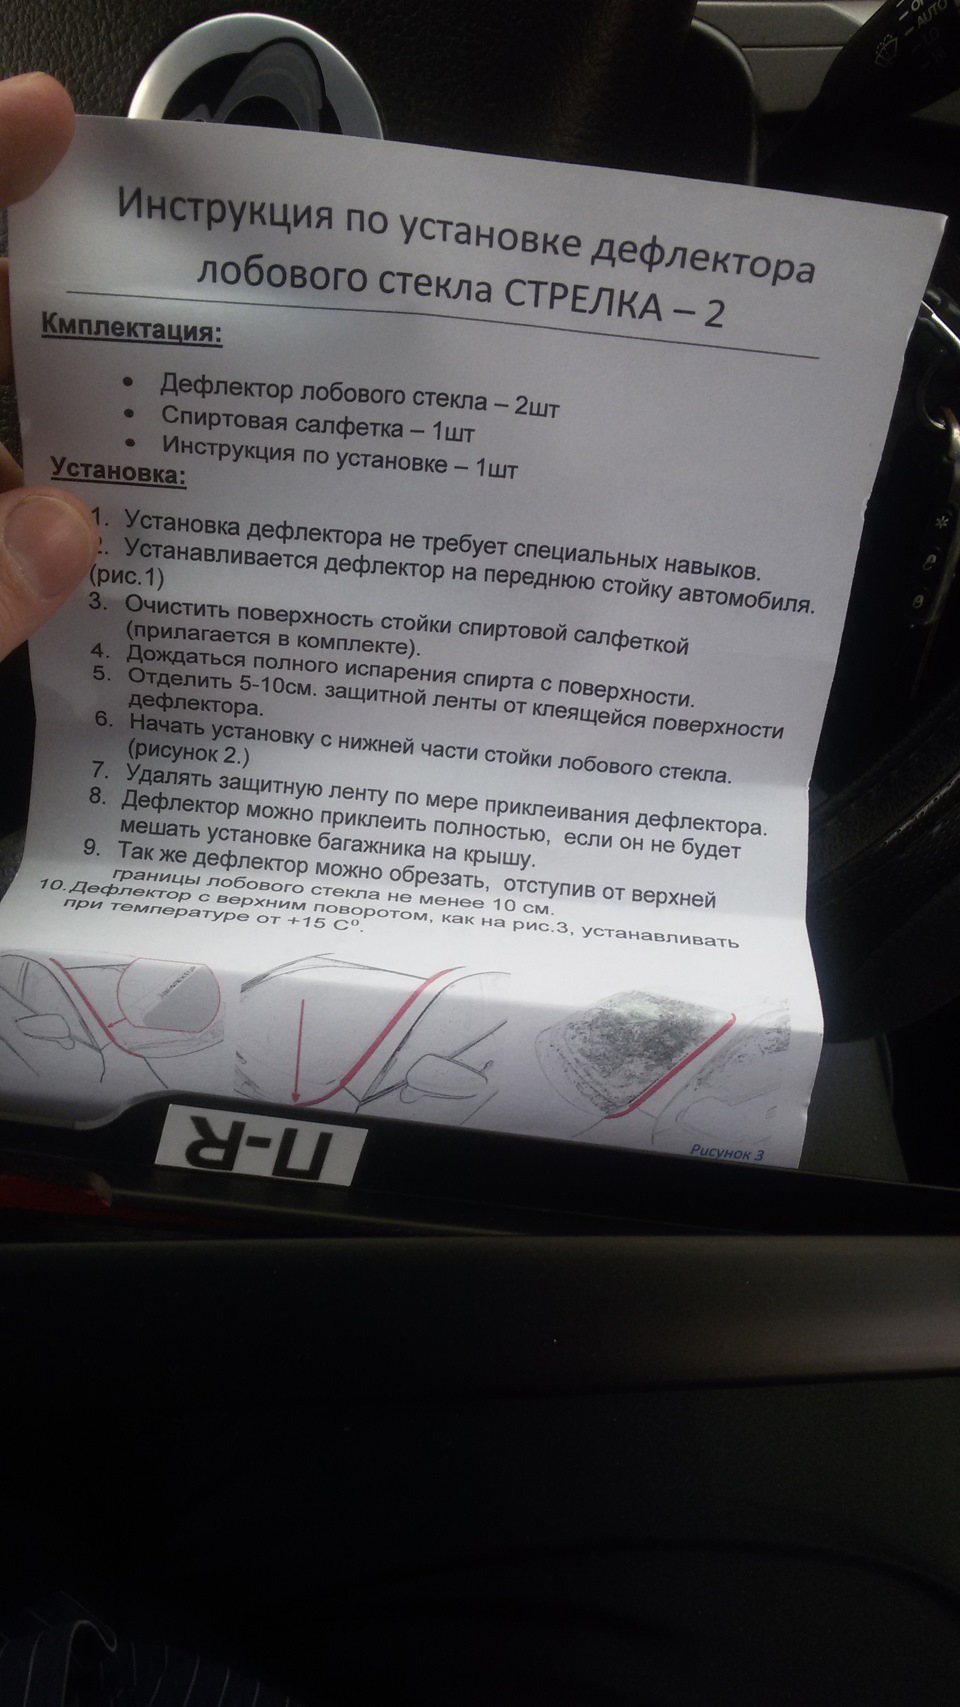 AUTO
Инструкция по установке дефлектора
лобового стекла СТРЕЛКА – 2
Кмплектация:
• Дефлектор лобового стекла – 2шт
• Спиртовая салфетка – 1шт
• Инструкция по установке – 1шт
Установка:
1. Установка дефлектора не требует специальных навыков.
2. Устанавливается дефлектор на переднюю стойку автомобиля.
(рис.1)
3. Очистить поверхность стойки спиртовой салфеткой
(прилагается в комплекте).
4. Дождаться полного испарения спирта с поверхности.
5. Отделить 5-10см. защитной ленты от клеящейся поверхности
дефлектора.
6. Начать установку с нижней части стойки лобового стекла.
(рисунок 2.)
7. Удалять защитную ленту по мере приклеивания дефлектора.
8. Дефлектор можно приклеить полностью, если он не будет
мешать установке багажника на крышу.
9. Так же дефлектор можно обрезать, отступив от верхней
границы лобового стекла не менее 10 см.
10. Дефлектор с верхним поворотом, как на рис.3, устанавливать
при температуре от +15 С⁰.
Рисунок 3
П-R